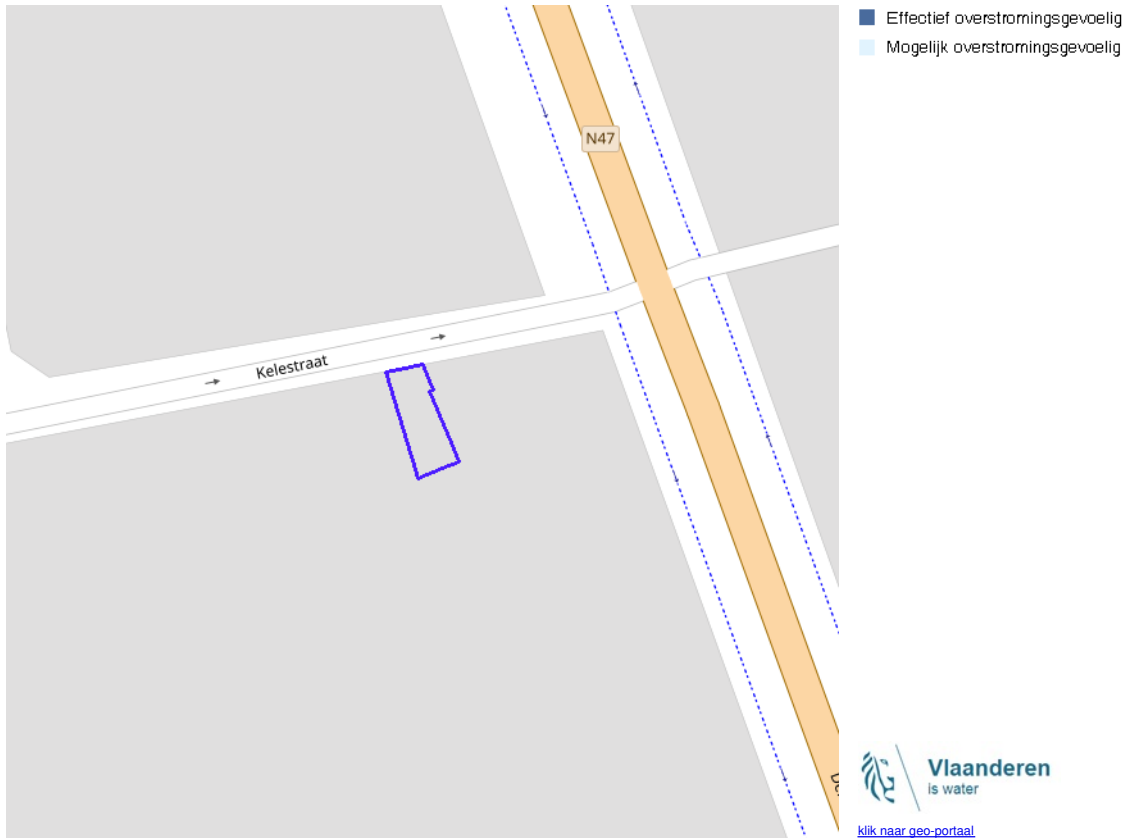 Effectief overstromingsgevoelig
Mogelijk overstromingsgevoelig
N47
Kelestraat
Vlaanderen
is water
klik naar geo-portaal